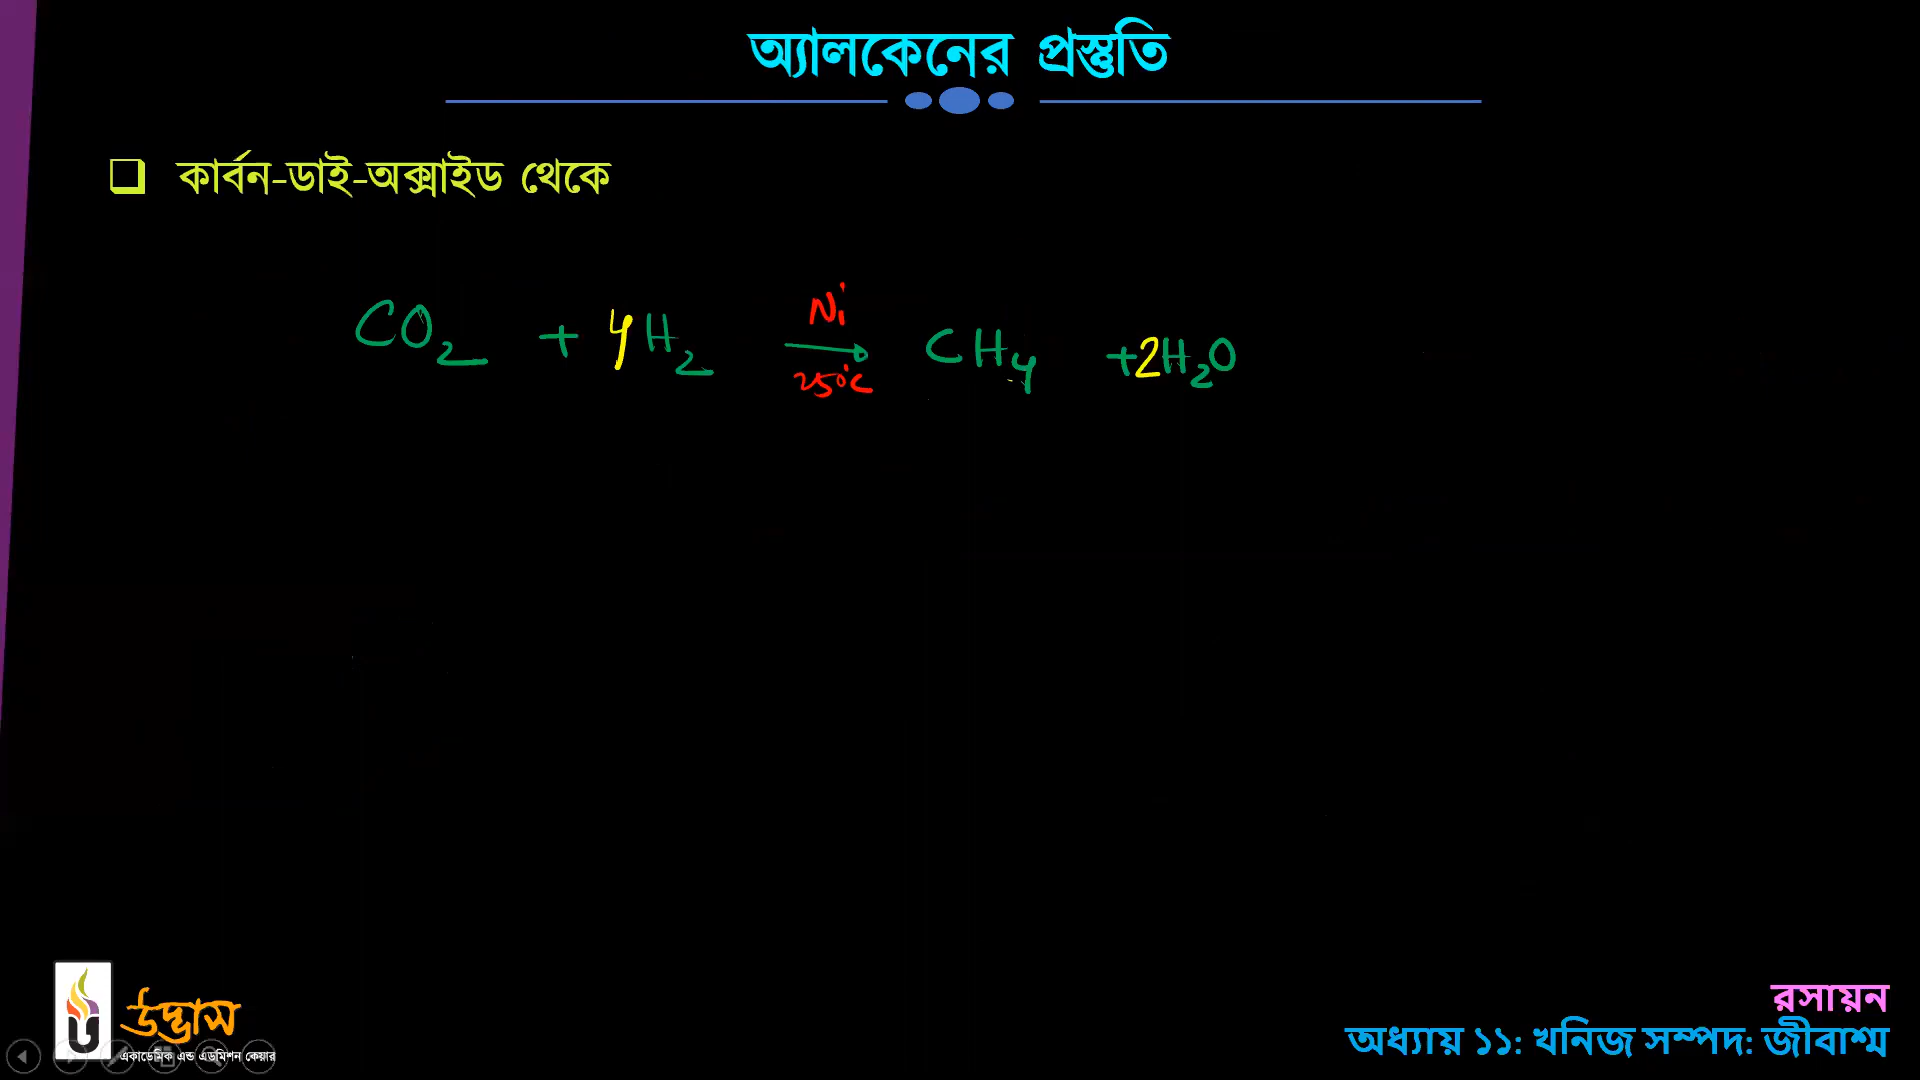 অ্যালকেনের প্রস্তুতি
❑ কার্বন-ডাই-অক্সাইড থেকে
CO₂ + 4H₂ →[Ni, 250°C] CH₄ + 2H₂O
উদ্ভাস
একাডেমিক এন্ড এডমিশন কেয়ার
রসায়ন
অধ্যায় ১১: খনিজ সম্পদ: জীবাশ্ম